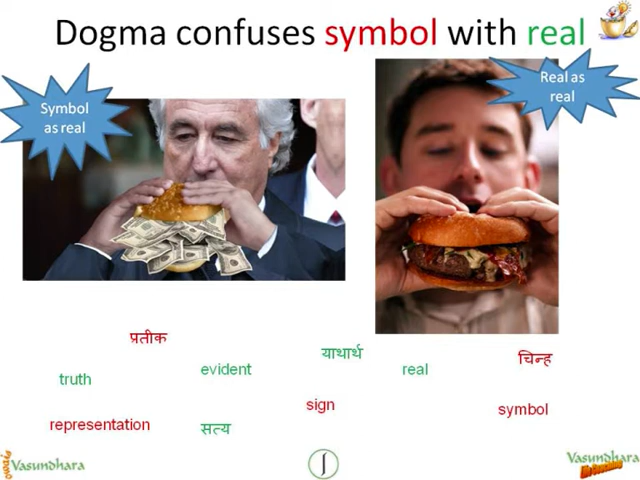 Dogma confuses symbol with real
Symbol
as real
Real as
real
प्रतीक
याथार्थ
चिन्ह
evident
real
truth
sign
symbol
representation
सत्य
Vasundhara
Vasundhara